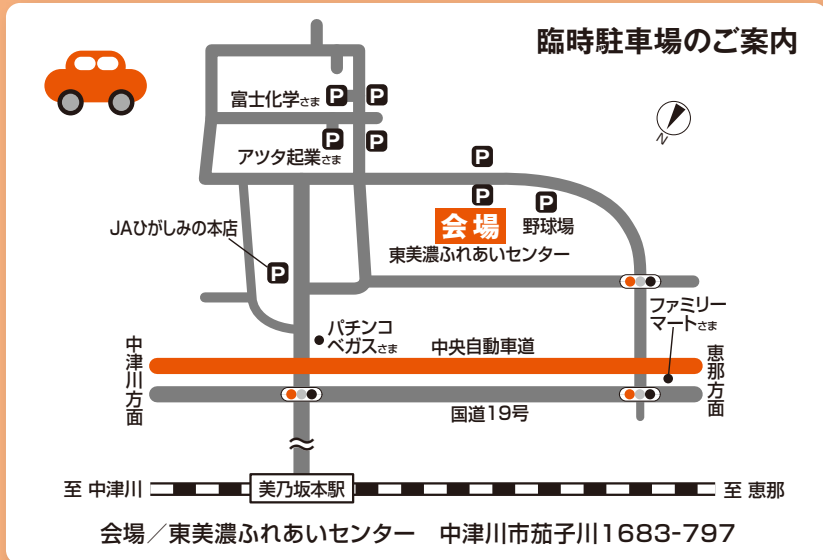 臨時駐車場のご案内
富士化学さま
P
P
N
アツタ起業さま
P
P
P
P
会場
P
野球場
JAひがしみの本店
P
東美濃ふれあいセンター
パチンコ
ベガスさま
ファミリー
マートさま
中津川方面
中央自動車道
恵那方面
国道19号
至 中津川
美乃坂本駅
至 恵那
会場／東美濃ふれあいセンター 中津川市茄子川1683-797